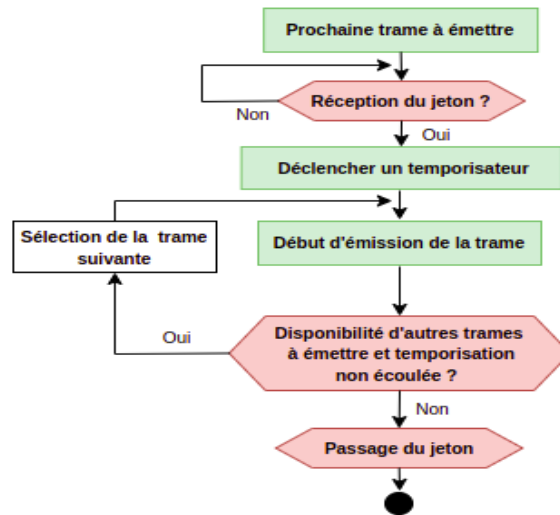 Prochaine trame à émettre
Réception du jeton ?
Non
Oui
Déclencher un temporisateur
Sélection de la trame
suivante
Début d'émission de la trame
Oui
Disponibilité d'autres trames
à émettre et temporisation
non écoulée ?
Non
Passage du jeton